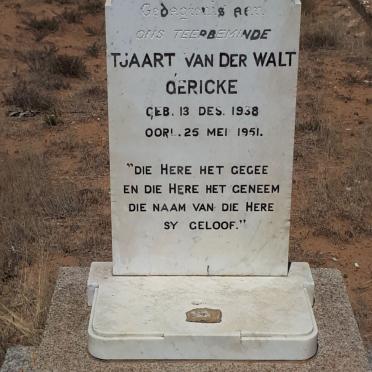 Gedagtenis aan
ONS TEERBEMINDE
TJAART VAN DER WALT
GERICKE
GEB. 13 DES. 1938
OORL. 25 MEI 1951.
"DIE HERE HET GEGEE
EN DIE HERE HET GENEEM
DIE NAAM VAN DIE HERE
SY GELOOF."